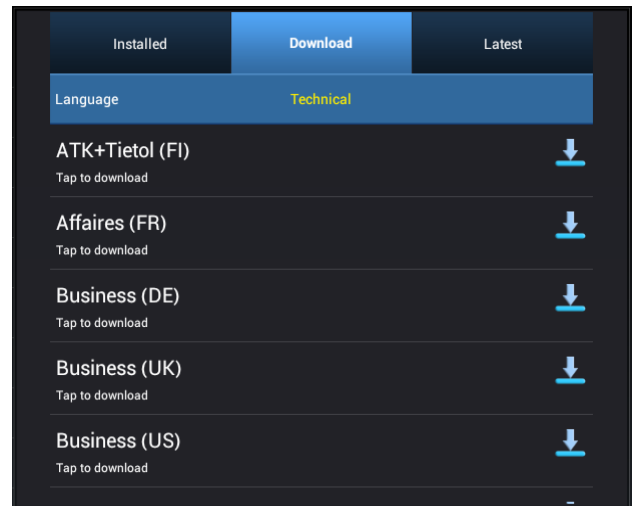 Installed Download Latest
Language Technical
ATK+Tietol (FI)
Tap to download
Affaires (FR)
Tap to download
Business (DE)
Tap to download
Business (UK)
Tap to download
Business (US)
Tap to download